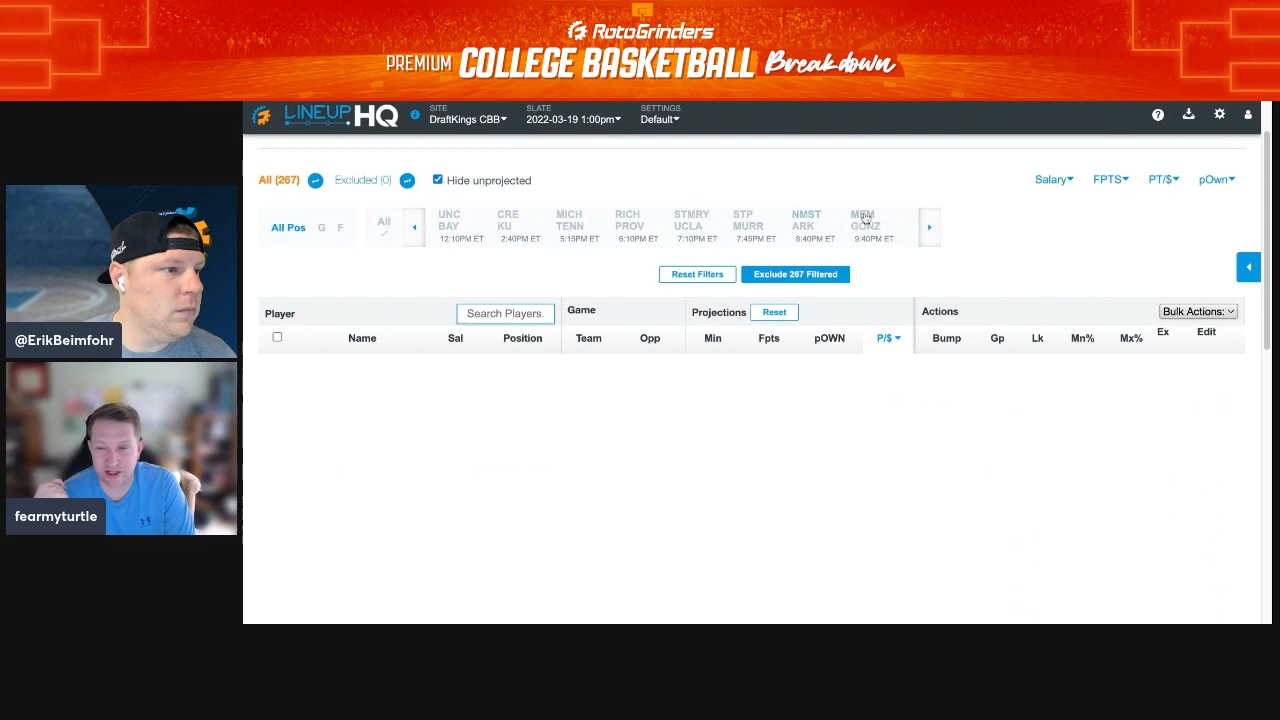 RotoGrinders
PREMIUM COLLEGE BASKETBALL Breakdown
LINEUP HQ
SITE
DraftKings CBB
SLATE
2022-03-19 1:00pm
SETTINGS
Default
All (267)
Excluded (0)
Hide unprojected
Salary
FPTS
PT/$
pOwn
All Pos
G
F
All
UNC
BAY
12:10PM ET
CRE
KU
2:40PM ET
MICH
TENN
5:15PM ET
RICH
PROV
6:10PM ET
STMRY
UCLA
7:10PM ET
STP
MURR
7:45PM ET
NMST
ARK
8:40PM ET
MEM
GONZ
9:40PM ET
Reset Filters
Exclude 267 Filtered
Player
Search Players.
Game
Projections
Reset
Actions
Bulk Actions:
Name
Sal
Position
Team
Opp
Min
Fpts
pOWN
P/$
Bump
Gp
Lk
Mn%
Mx%
Ex
Edit
@ErikBeimfohr
fearmyturtle